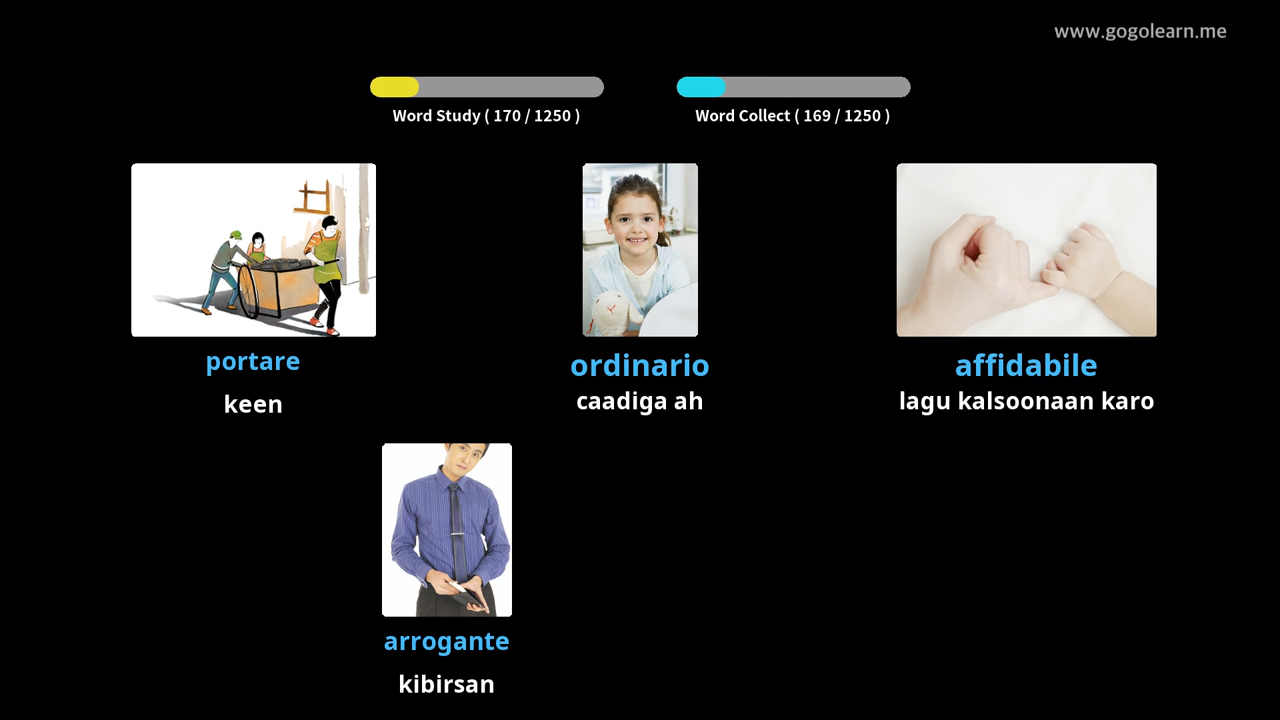 www.gogolearn.me
Word Study ( 170 / 1250 )
Word Collect ( 169 / 1250 )
portare
keen
ordinario
caadiga ah
affidabile
lagu kalsoonaan karo
arrogante
kibirsan